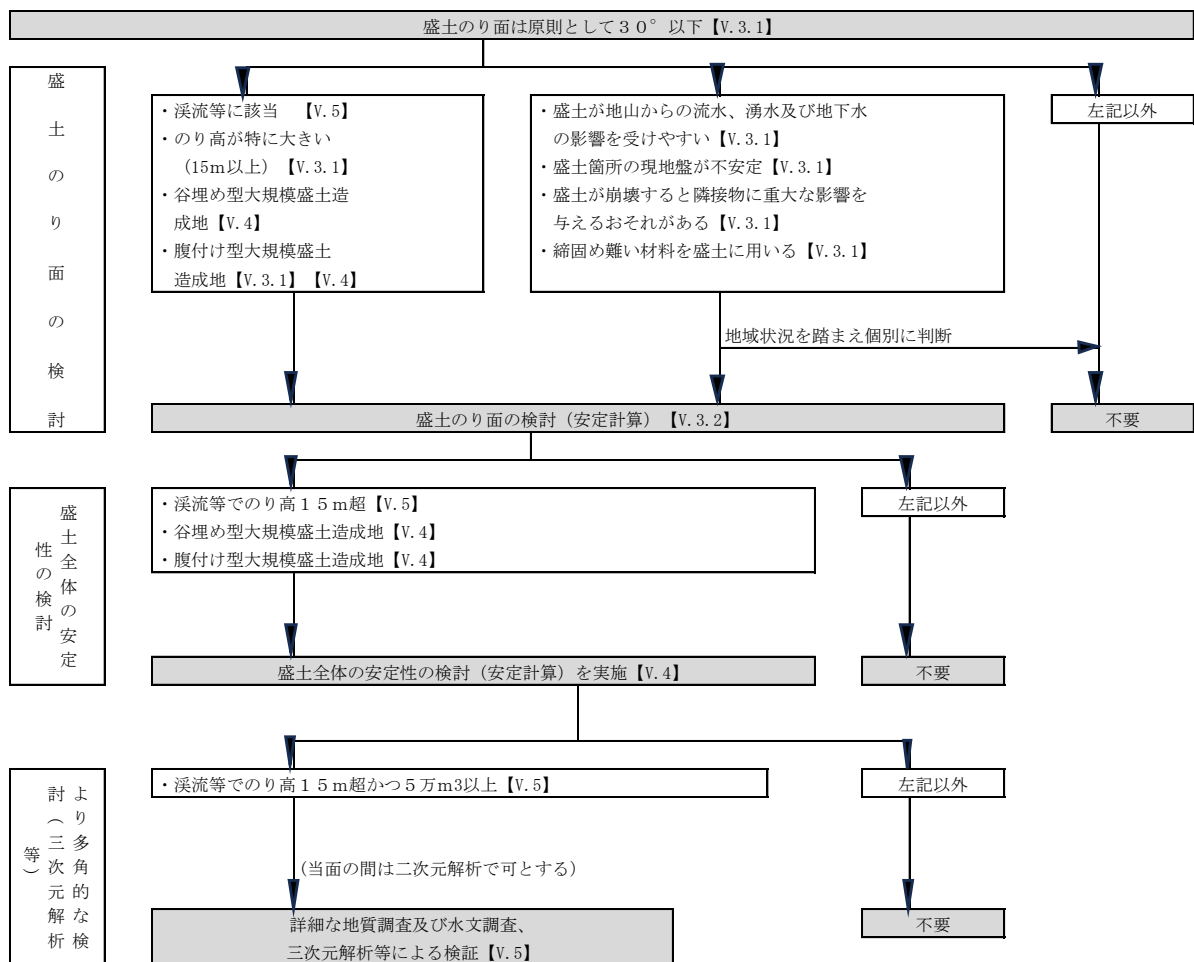 盛土のり面は原則として３０°以下【V.3.1】
盛土のり面の検討
・渓流等に該当　【V.5】
・のり高が特に大きい
（15m以上）【V.3.1】
・谷埋め型大規模盛土造
成地【V.4】
・腹付け型大規模盛土
造成地【V.3.1】【V.4】
・盛土が地山からの流水、湧水及び地下水
の影響を受けやすい【V.3.1】
・盛土箇所の現地盤が不安定【V.3.1】
・盛土が崩壊すると隣接物に重大な影響を
与えるおそれがある【V.3.1】
・締固め難い材料を盛土に用いる【V.3.1】
左記以外
地域状況を踏まえ個別に判断
盛土のり面の検討（安定計算）【V.3.2】
不要
盛土全体の安定
性の検討
・渓流等でのり高１５ｍ超【V.5】
・谷埋め型大規模盛土造成地【V.4】
・腹付け型大規模盛土造成地【V.4】
左記以外
盛土全体の安定性の検討（安定計算）を実施【V.4】
不要
より多角的な検
討（三次元解析
等）
・渓流等でのり高１５ｍ超かつ５万ｍ3以上【V.5】
左記以外
(当面の間は二次元解析で可とする)
詳細な地質調査及び水文調査、
三次元解析等による検証【V.5】
不要